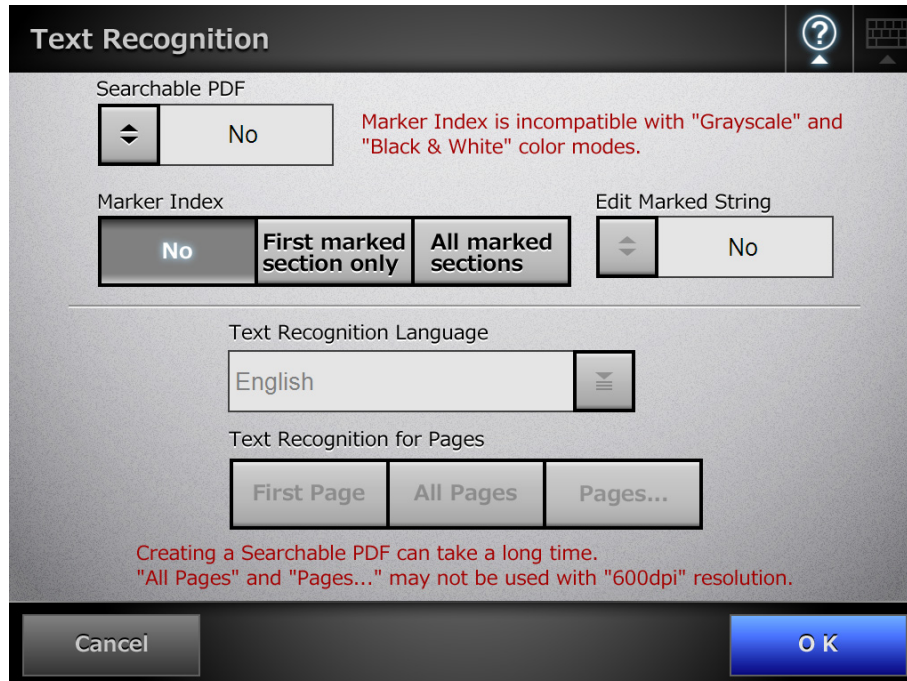 Text Recognition
?
Searchable PDF
No
Marker Index is incompatible with "Grayscale" and
"Black & White" color modes.
Marker Index
No
First marked
section only
All marked
sections
Edit Marked String
No
Text Recognition Language
English
Text Recognition for Pages
First Page
All Pages
Pages...
Creating a Searchable PDF can take a long time.
"All Pages" and "Pages..." may not be used with "600dpi" resolution.
Cancel
OK